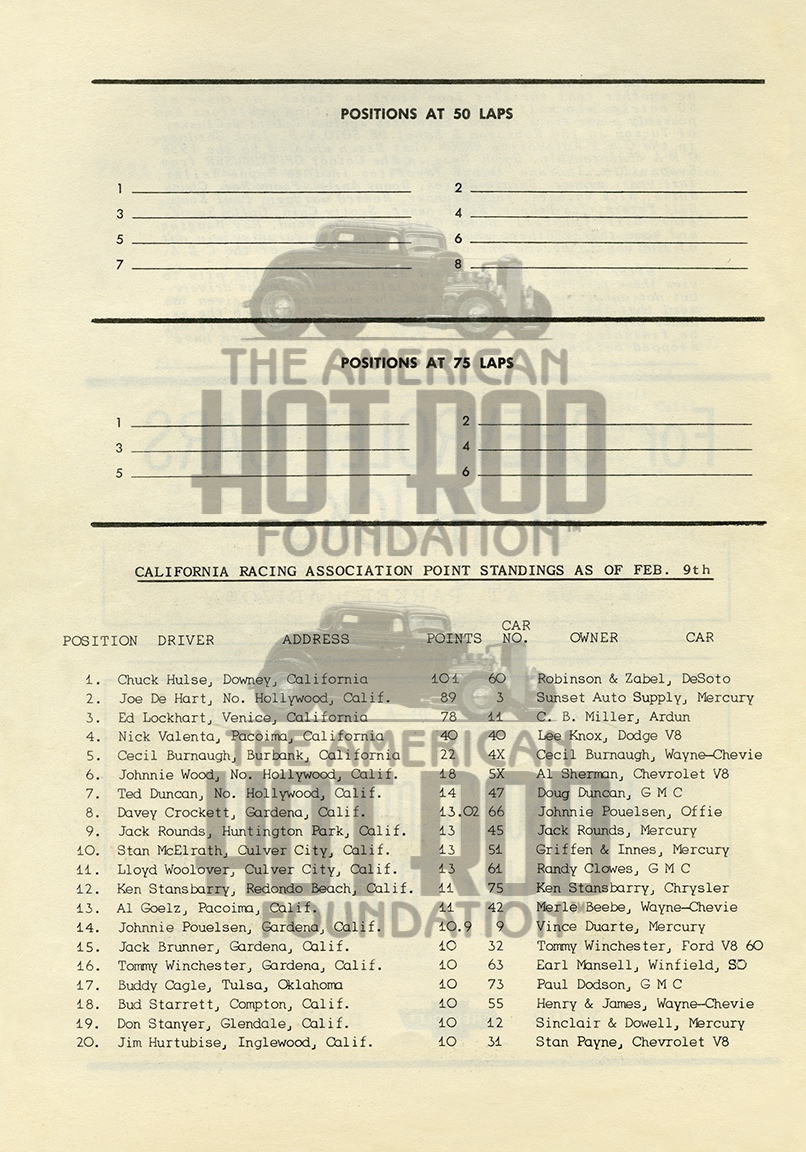 POSITIONS AT 50 LAPS
1 2
3 4
5 6
7 8
THE AMERICAN
HOT ROD
FOUNDATION™
POSITIONS AT 75 LAPS
1 2
3 4
5 6
CALIFORNIA RACING ASSOCIATION POINT STANDINGS AS OF FEB. 9th
POSITION DRIVER ADDRESS POINTS CAR NO. OWNER CAR
1. Chuck Hulse, Downey, California 101 60 Robinson & Zabel, DeSoto
2. Joe De Hart, No. Hollywood, Calif. 89 3 Sunset Auto Supply, Mercury
3. Ed Lockhart, Venice, California 78 11 C. B. Miller, Ardun
4. Nick Valenta, Pacoima, California 40 40 Lee Knox, Dodge V8
5. Cecil Burnaugh, Burbank, California 22 4X Cecil Burnaugh, Wayne-Chevie
6. Johnnie Wood, No. Hollywood, Calif. 18 5X Al Sherman, Chevrolet V8
7. Ted Duncan, No. Hollywood, Calif. 14 47 Doug Duncan, G M C
8. Davey Crockett, Gardena, Calif. 13.02 66 Johnnie Pouelsen, Offie
9. Jack Rounds, Huntington Park, Calif. 13 45 Jack Rounds, Mercury
10. Stan McElrath, Culver City, Calif. 13 51 Griffen & Innes, Mercury
11. Lloyd Woolover, Culver City, Calif. 13 61 Randy Clowes, G M C
12. Ken Stansbarry, Redondo Beach, Calif. 11 75 Ken Stansbarry, Chrysler
13. Al Goelz, Pacoima, Calif. 11 42 Merle Beebe, Wayne-Chevie
14. Johnnie Pouelsen, Gardena, Calif. 10.9 9 Vince Duarte, Mercury
15. Jack Brunner, Gardena, Calif. 10 32 Tommy Winchester, Ford V8 60
16. Tommy Winchester, Gardena, Calif. 10 63 Earl Mansell, Winfield, SD
17. Buddy Cagle, Tulsa, Oklahoma 10 73 Paul Dodson, G M C
18. Bud Starrett, Compton, Calif. 10 55 Henry & James, Wayne-Chevie
19. Don Stanyer, Glendale, Calif. 10 12 Sinclair & Dowell, Mercury
20. Jim Hurtubise, Inglewood, Calif. 10 31 Stan Payne, Chevrolet V8
THE AMERICAN
HOT ROD
FOUNDATION™